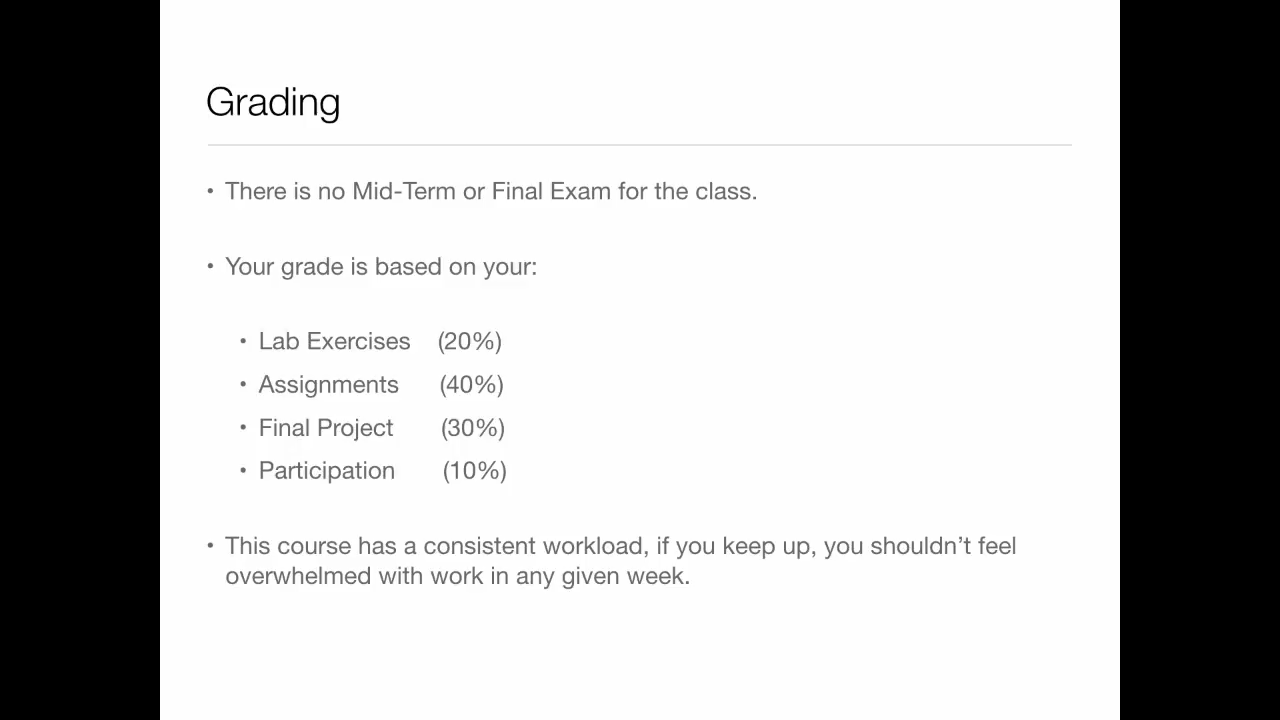 Grading
• There is no Mid-Term or Final Exam for the class.
• Your grade is based on your:
• Lab Exercises (20%)
• Assignments (40%)
• Final Project (30%)
• Participation (10%)
• This course has a consistent workload, if you keep up, you shouldn’t feel
overwhelmed with work in any given week.